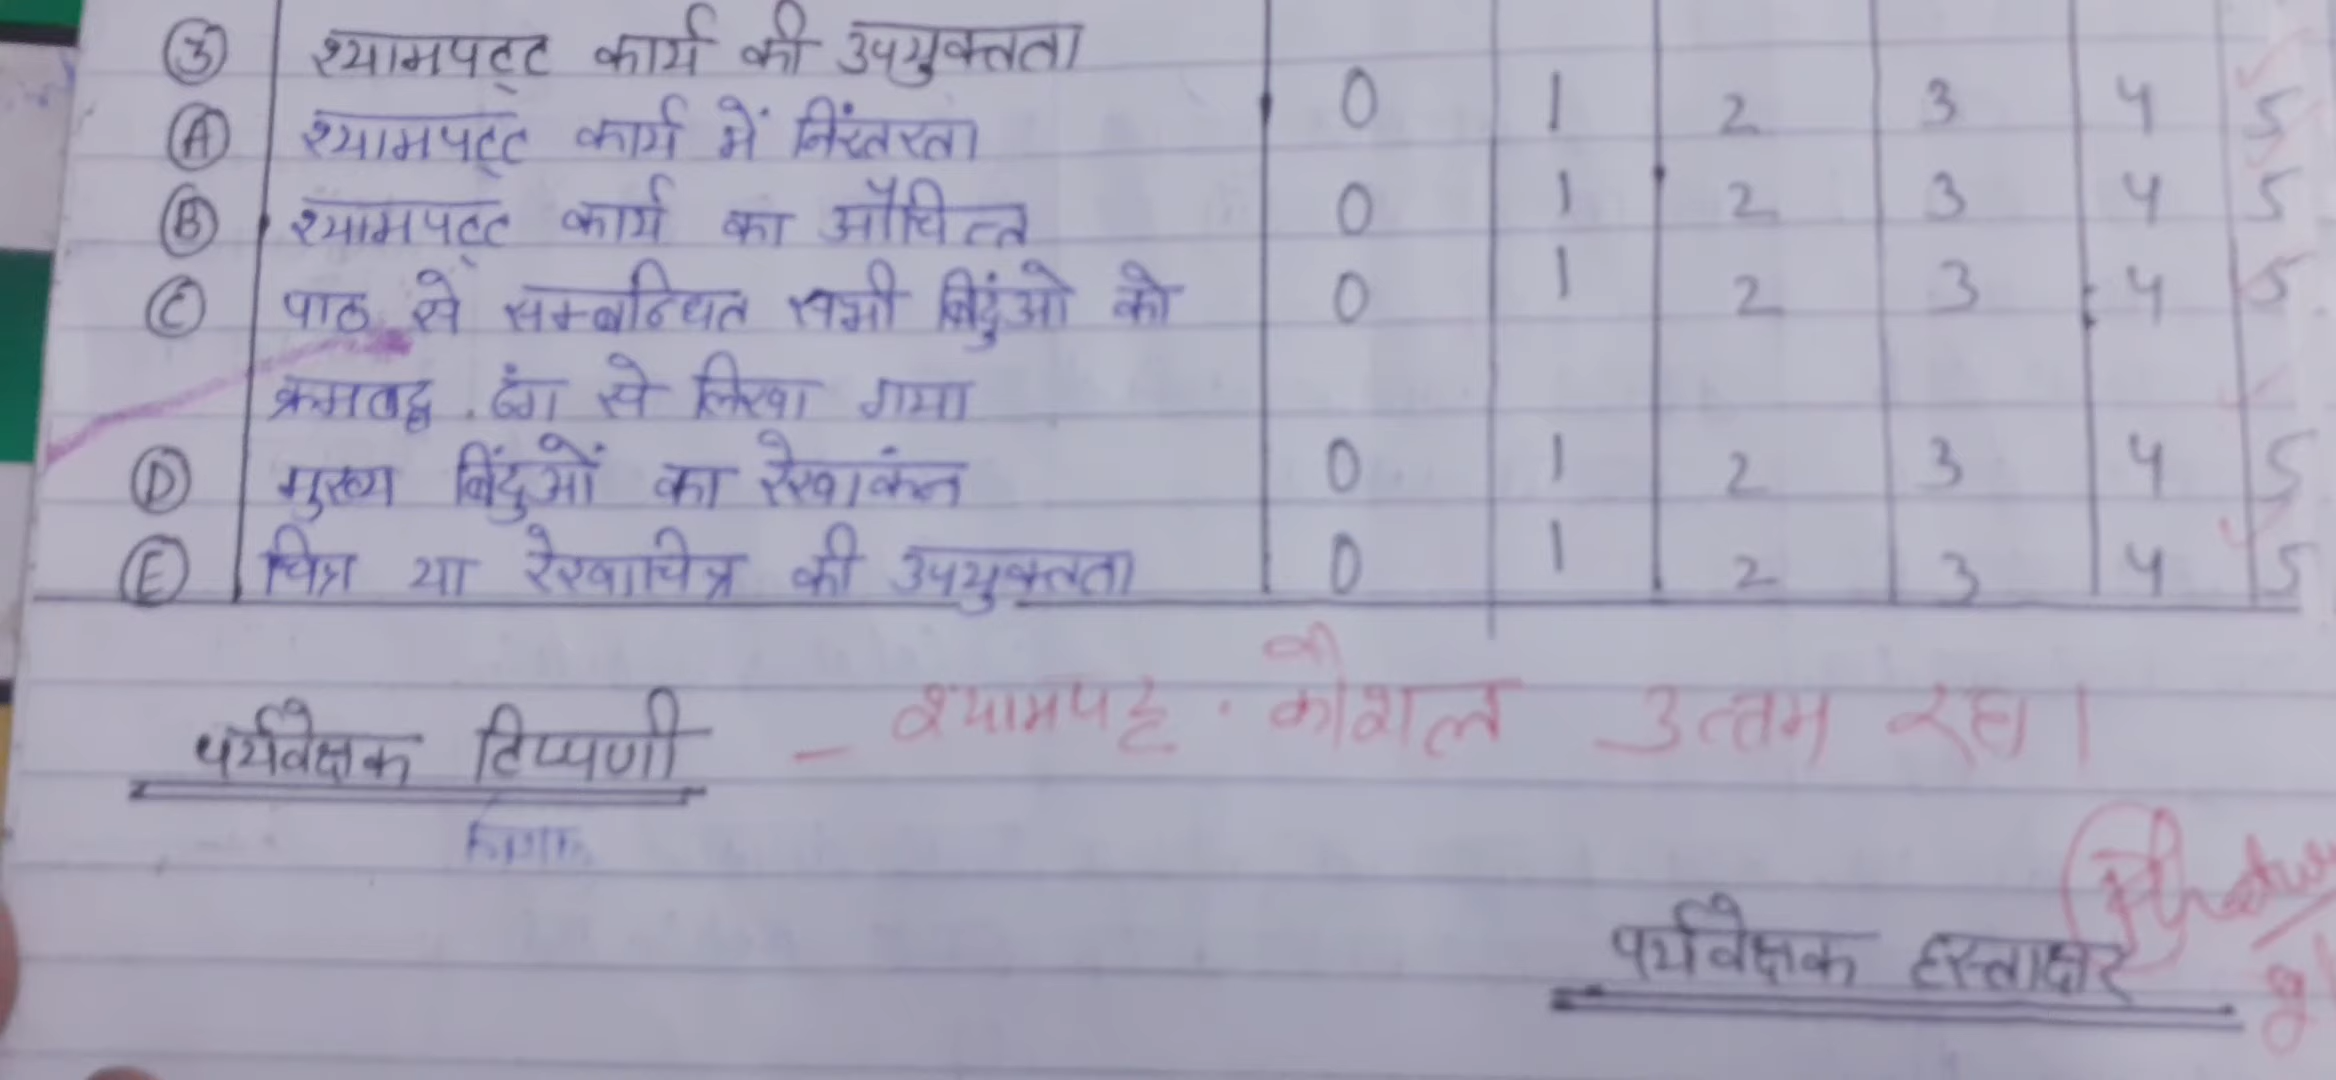 ③ श्यामपट्ट कार्य की उपयुक्तता
Ⓐ श्यामपट्ट कार्य में निरंतरता 0 1 2 3 4 5
Ⓑ श्यामपट्ट कार्य का औचित्त 0 1 2 3 4 5
Ⓒ पाठ से सम्बन्धित सभी बिंदुओ को 0 1 2 3 4 5
क्रमबद्ध ढंग से लिखा गया
Ⓓ मुख्य बिंदुओं का रेखाकंन 0 1 2 3 4 5
Ⓔ चित्र या रेखाचित्र की उपयुक्तता 0 1 2 3 4 5
पर्यवेक्षक टिप्पणी – श्यामपट्ट कौशल उत्तम रहा।
पर्यवेक्षक हस्ताक्षर